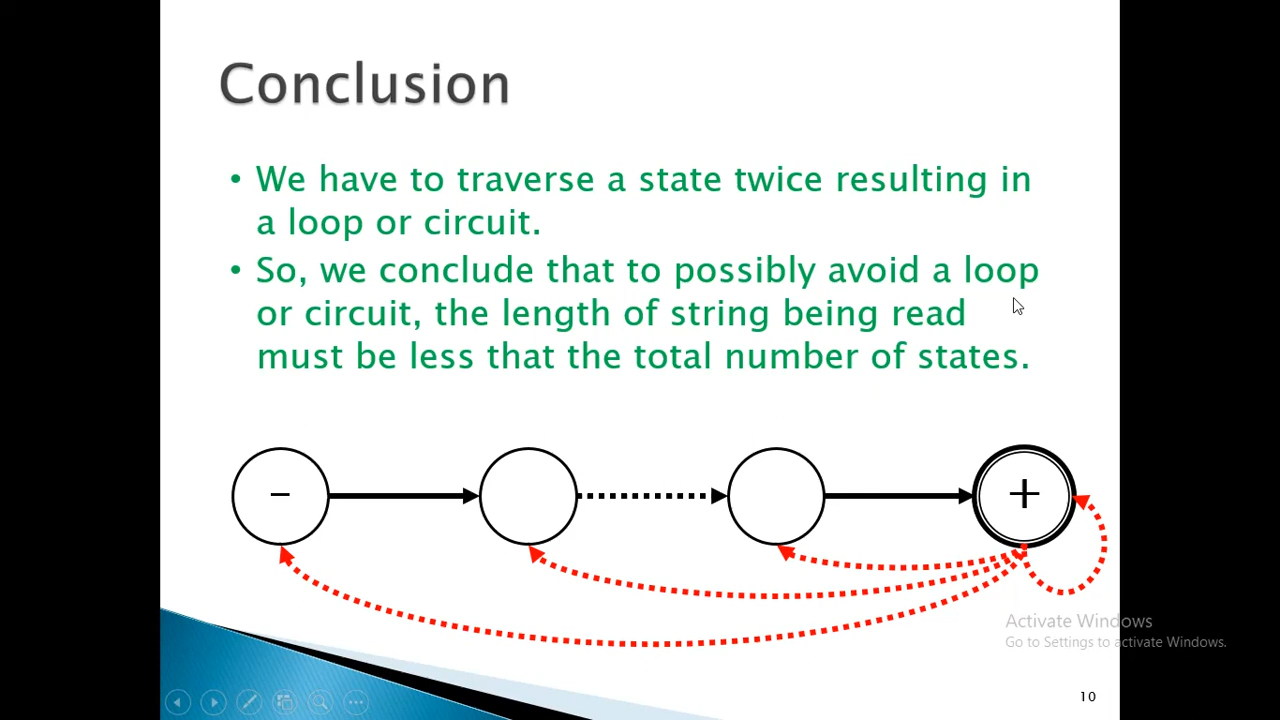 Conclusion
• We have to traverse a state twice resulting in
a loop or circuit.
• So, we conclude that to possibly avoid a loop
or circuit, the length of string being read
must be less that the total number of states.
− +
Activate Windows
Go to Settings to activate Windows.
10